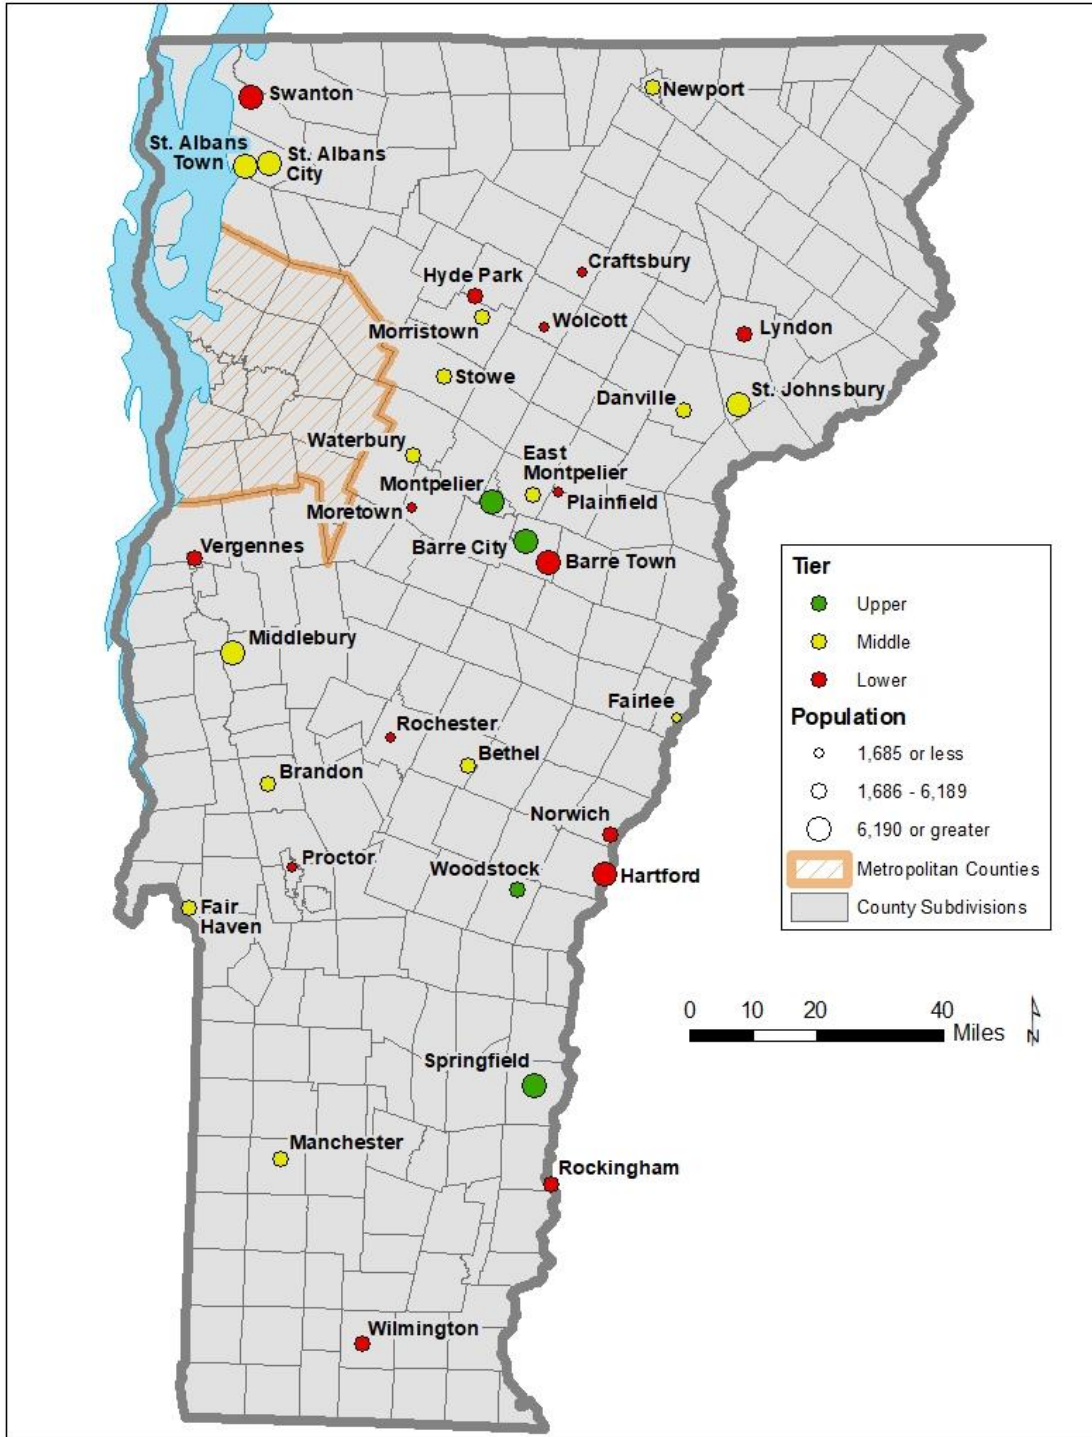 Swanton
Newport
St. Albans
Town
St. Albans
City
Craftsbury
Hyde Park
Wolcott
Morristown
Lyndon
Stowe
St. Johnsbury
Danville
Waterbury
East
Montpelier
Montpelier
Plainfield
Moretown
Barre City
Barre Town
Vergennes
Middlebury
Fairlee
Rochester
Bethel
Brandon
Norwich
Proctor
Woodstock
Hartford
Fair
Haven
Springfield
Manchester
Rockingham
Wilmington
Tier
Upper
Middle
Lower
Population
1,685 or less
1,686 - 6,189
6,190 or greater
Metropolitan Counties
County Subdivisions
0 10 20 40
Miles
N